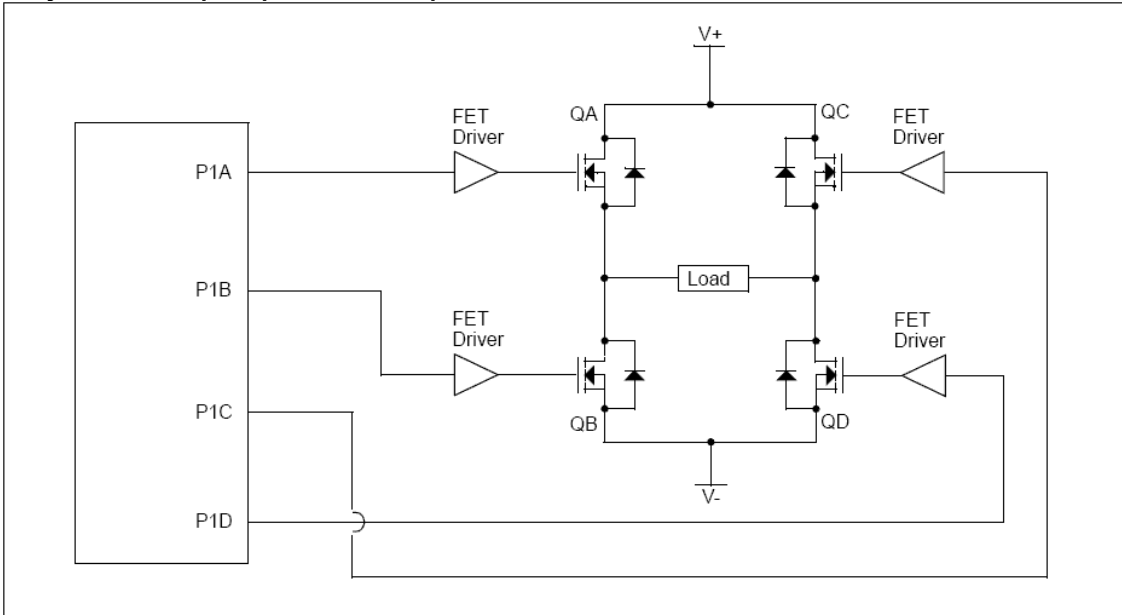 V+
QA
QC
FET
Driver
FET
Driver
P1A
Load
P1B
FET
Driver
FET
Driver
P1C
QB
QD
V-
P1D